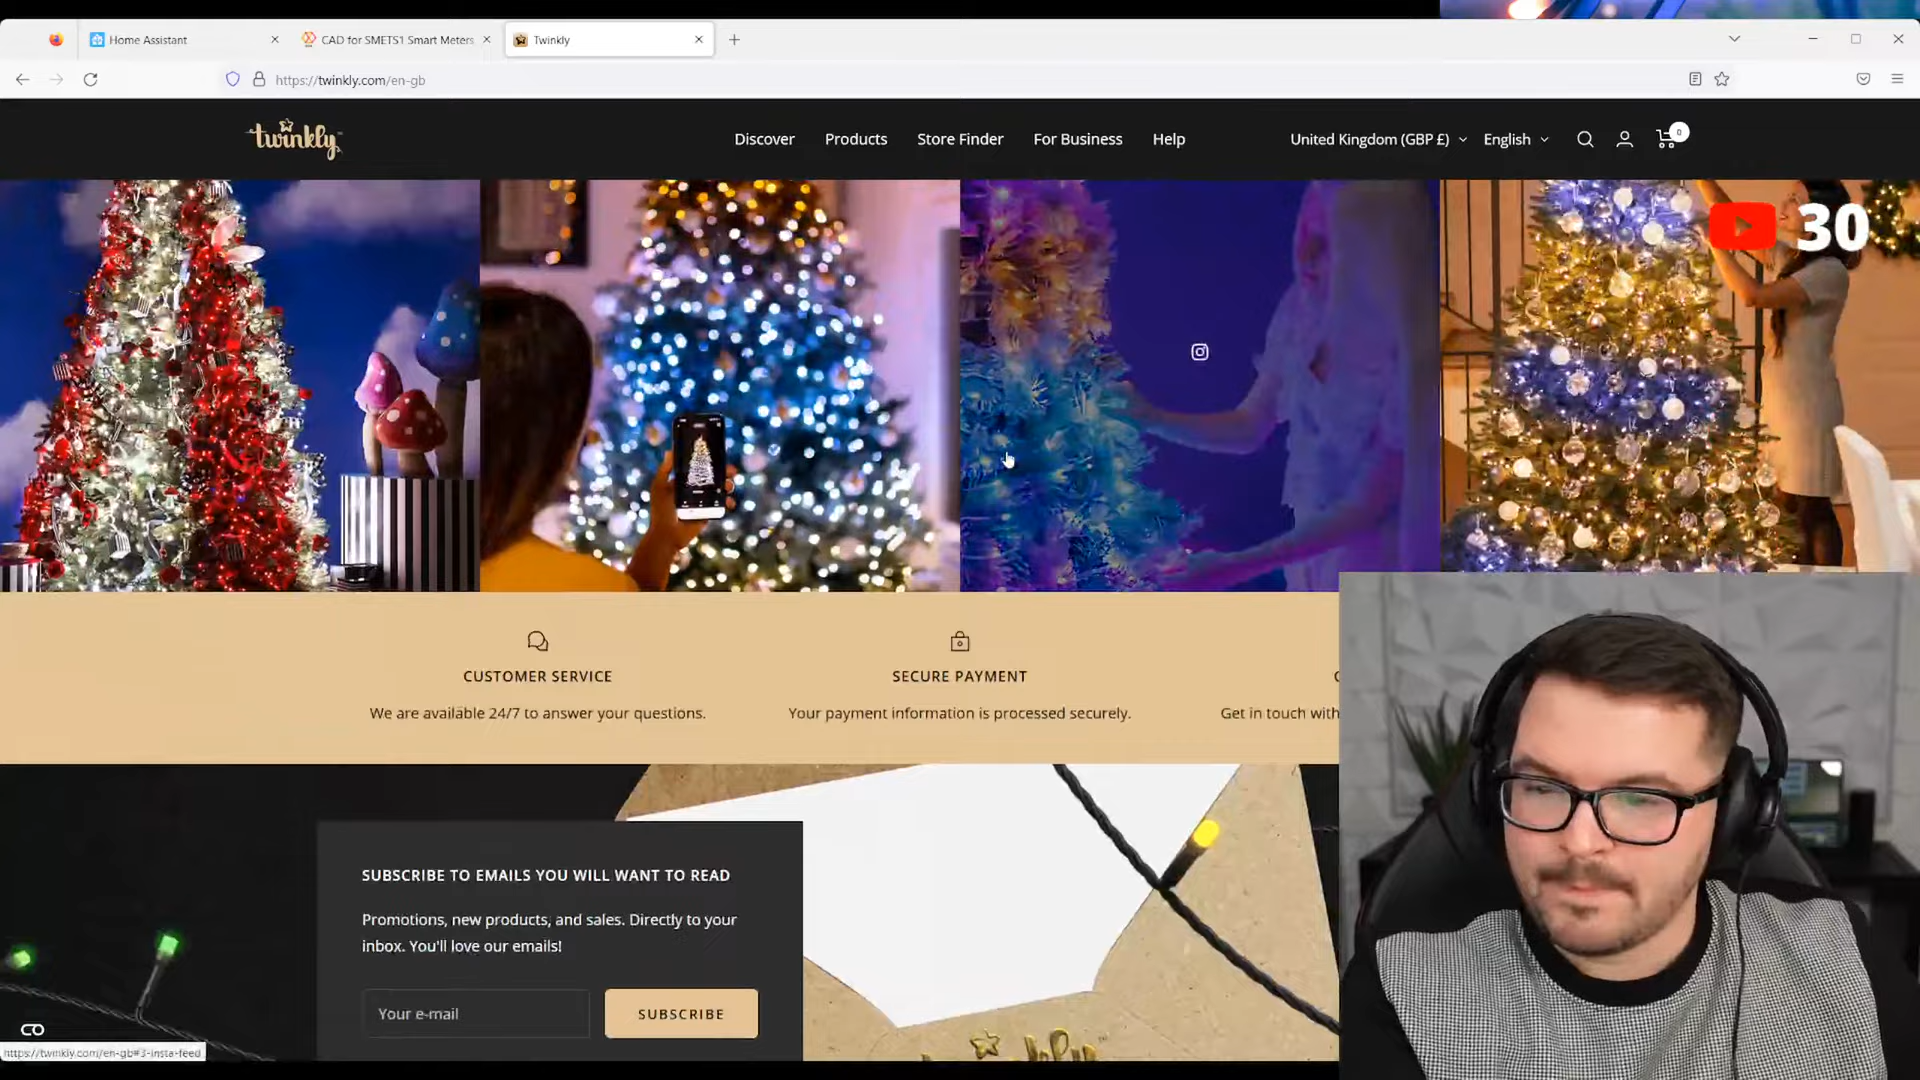 Home Assistant
CAD for SMETS1 Smart Meters
Twinkly
https://twinkly.com/en-gb
twinkly
Discover
Products
Store Finder
For Business
Help
United Kingdom (GBP £)
English
0
30
CUSTOMER SERVICE
We are available 24/7 to answer your questions.
SECURE PAYMENT
Your payment information is processed securely.
Get in touch with
SUBSCRIBE TO EMAILS YOU WILL WANT TO READ
Promotions, new products, and sales. Directly to your
inbox. You'll love our emails!
Your e-mail
SUBSCRIBE
https://twinkly.com/en-gb#3-insta-feed